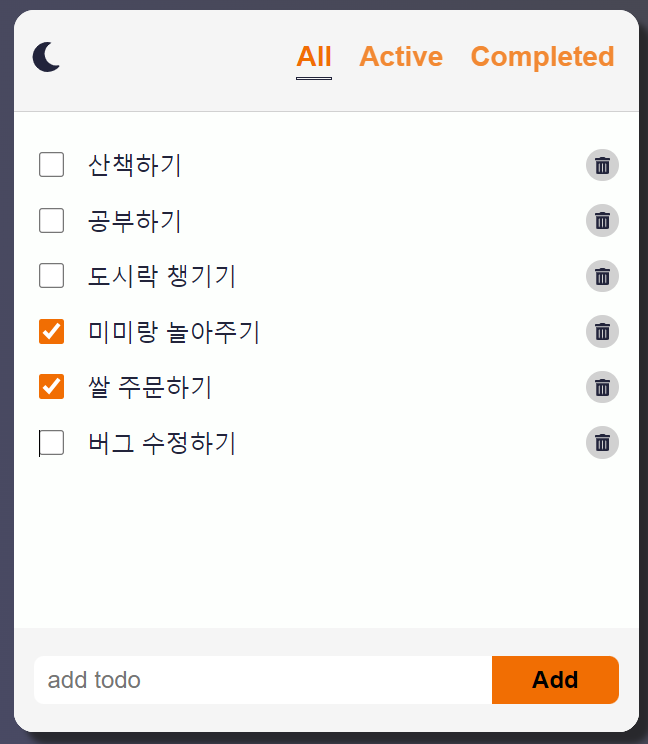 All Active Completed
산책하기
공부하기
도시락 챙기기
미미랑 놀아주기
쌀 주문하기
버그 수정하기
add todo Add